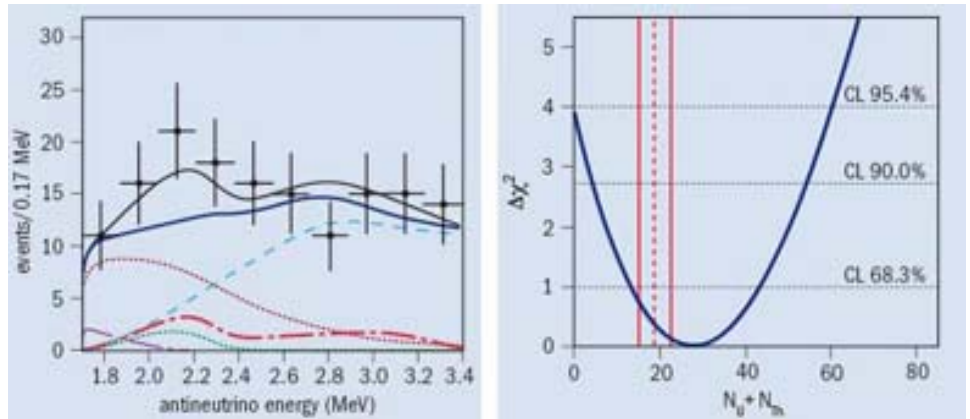 30
25
20
15
10
5
0
events/0.17 MeV
1.8 2.0 2.2 2.4 2.6 2.8 3.0 3.2 3.4
antineutrino energy (MeV)
5
4
3
2
1
0
Δχ²
CL 95.4%
CL 90.0%
CL 68.3%
0 20 40 60 80
N_U + N_Th